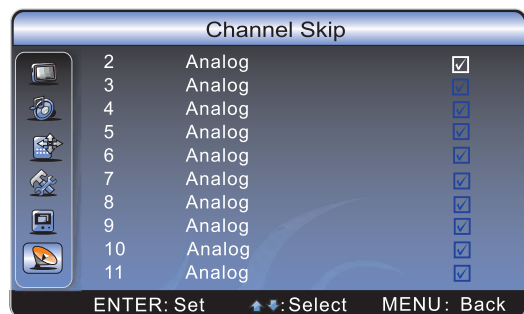 Channel Skip
2 Analog
3 Analog
4 Analog
5 Analog
6 Analog
7 Analog
8 Analog
9 Analog
10 Analog
11 Analog
ENTER: Set :Select MENU: Back